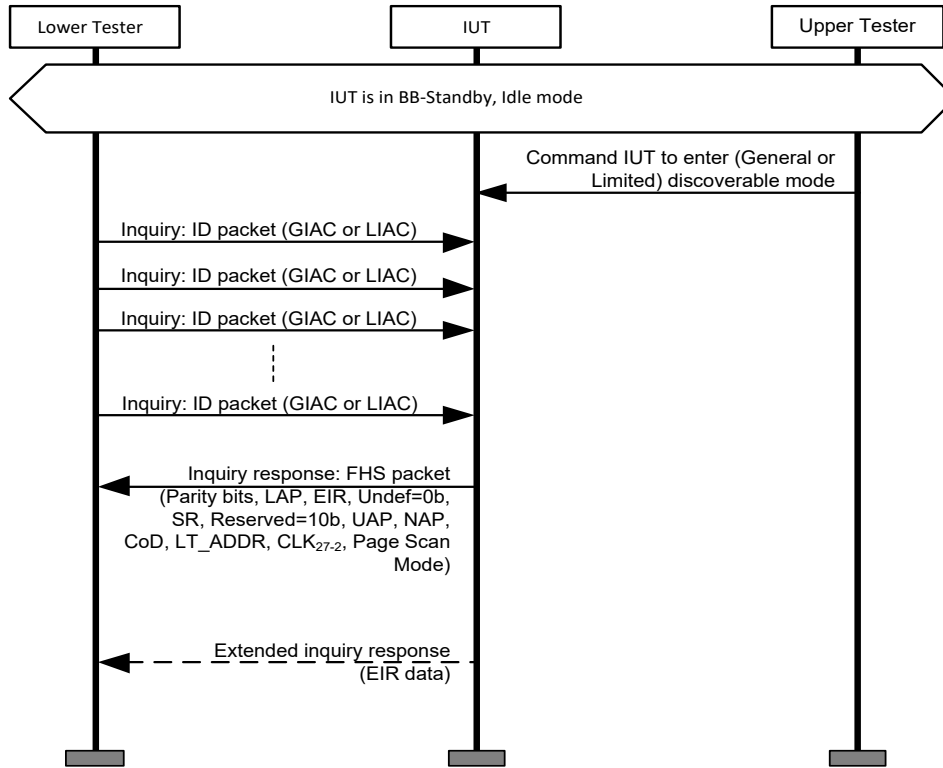 Lower Tester
IUT
Upper Tester
IUT is in BB-Standby, Idle mode
Command IUT to enter (General or
Limited) discoverable mode
Inquiry: ID packet (GIAC or LIAC)
Inquiry: ID packet (GIAC or LIAC)
Inquiry: ID packet (GIAC or LIAC)
Inquiry: ID packet (GIAC or LIAC)
Inquiry response: FHS packet
(Parity bits, LAP, EIR, Undef=0b,
SR, Reserved=10b, UAP, NAP,
CoD, LT_ADDR, CLK27-2, Page Scan
Mode)
Extended inquiry response
(EIR data)